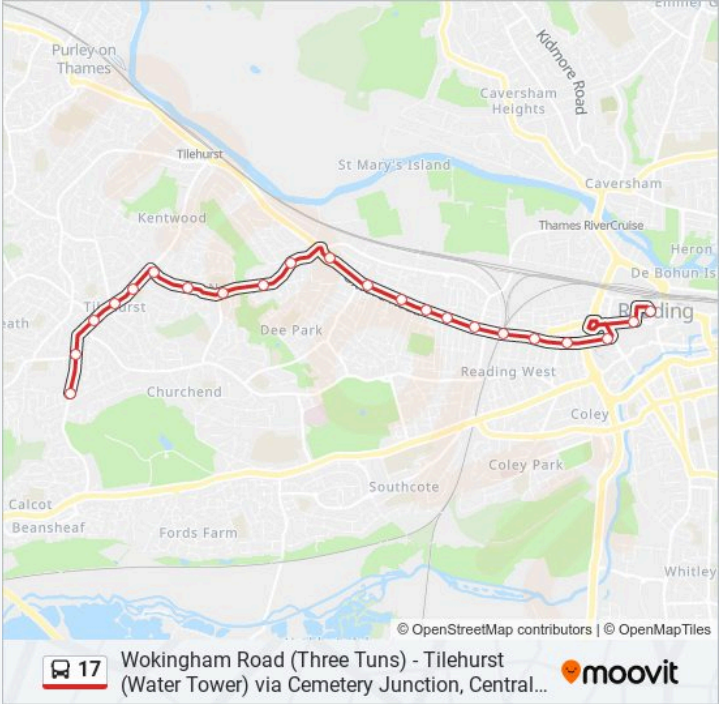 Emmer G
Purley on
Thames
Kidmore Road
Caversham
Heights
Tilehurst
St Mary's Island
Caversham
Kentwood
Thames RiverCruise
Heron
De Bohun Is
Reading
Tilehurst
eath
Dee Park
Reading West
Churchend
Coley
Coley Park
Southcote
Calcot
Beansheaf
Fords Farm
Whitley
© OpenStreetMap contributors | © OpenMapTiles
17
Wokingham Road (Three Tuns) - Tilehurst
(Water Tower) via Cemetery Junction, Central...
moovit